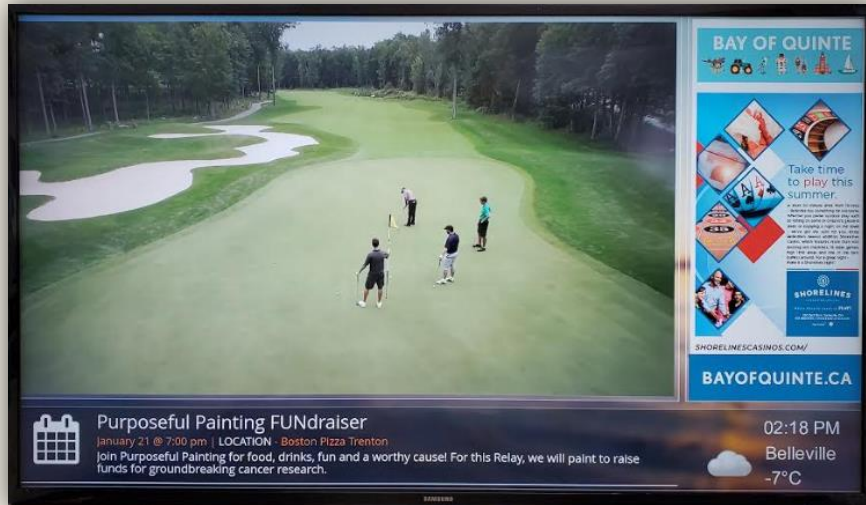 BAY OF QUINTE
Take time
to play this
summer.
SHORELINES
SHORELINESCASINOS.COM/
BAYOFQUINTE.CA
Purposeful Painting FUNdraiser
January 21 @ 7:00 pm | LOCATION - Boston Pizza Trenton
Join Purposeful Painting for food, drinks, fun and a worthy cause! For this Relay, we will paint to raise
funds for groundbreaking cancer research.
02:18 PM
Belleville
-7°C
SAMSUNG